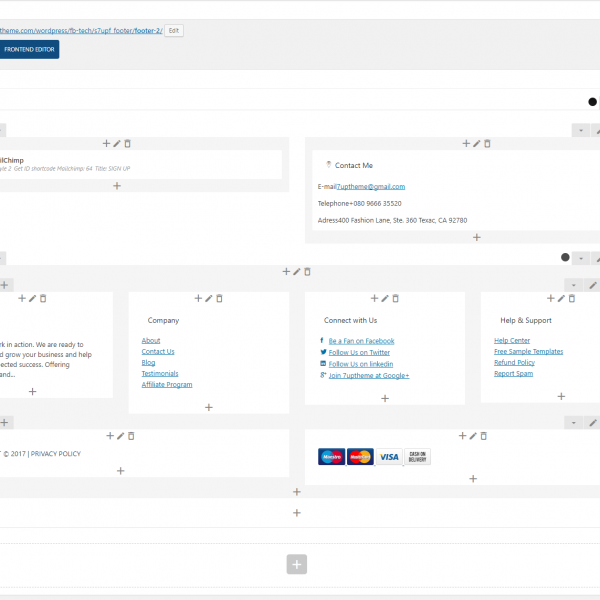 theme.com/wordpress/fb-tech/s7upf_footer/footer-2/ Edit
FRONTEND EDITOR
ilChimp
yle 2 Get ID shortcode Mailchimp: 64 Title: SIGN UP
Contact Me
E-mail7uptheme@gmail.com
Telephone+080 9666 35520
Adress400 Fashion Lane, Ste. 360 Texac, CA 92780
rk in action. We are ready to
d grow your business and help
ected success. Offering
and...
Company
About
Contact Us
Blog
Testimonials
Affiliate Program
Connect with Us
Be a Fan on Facebook
Follow Us on Twitter
Follow Us on linkedin
Join 7uptheme at Google+
Help & Support
Help Center
Free Sample Templates
Refund Policy
Report Spam
T © 2017 | PRIVACY POLICY
Maestro MasterCard VISA CASH ON
DELIVERY